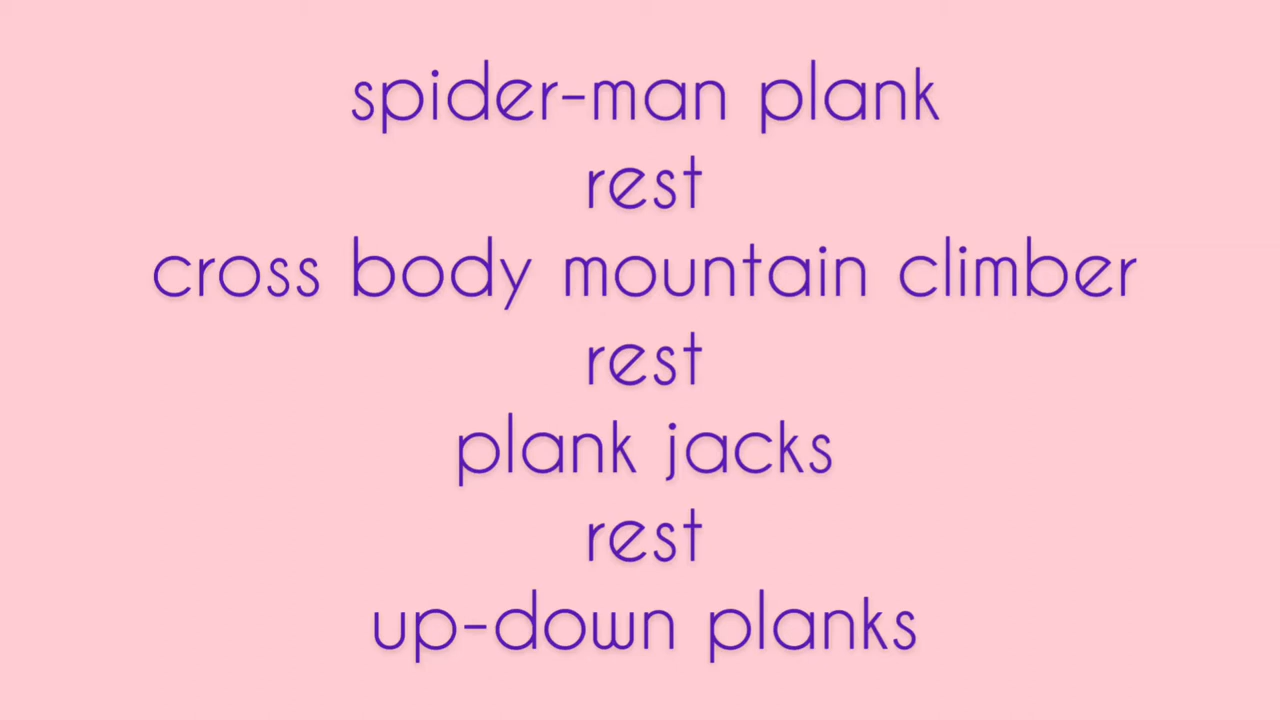 spider-man plank
rest
cross body mountain climber
rest
plank jacks
rest
up-down planks